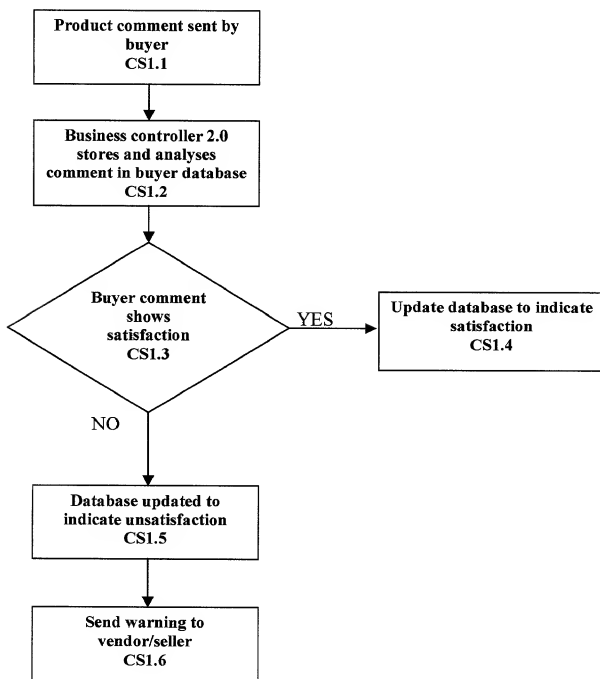 Product comment sent by
buyer
CS1.1
Business controller 2.0
stores and analyses
comment in buyer database
CS1.2
Buyer comment
shows
satisfaction
CS1.3
YES
Update database to indicate
satisfaction
CS1.4
NO
Database updated to
indicate unsatisfaction
CS1.5
Send warning to
vendor/seller
CS1.6